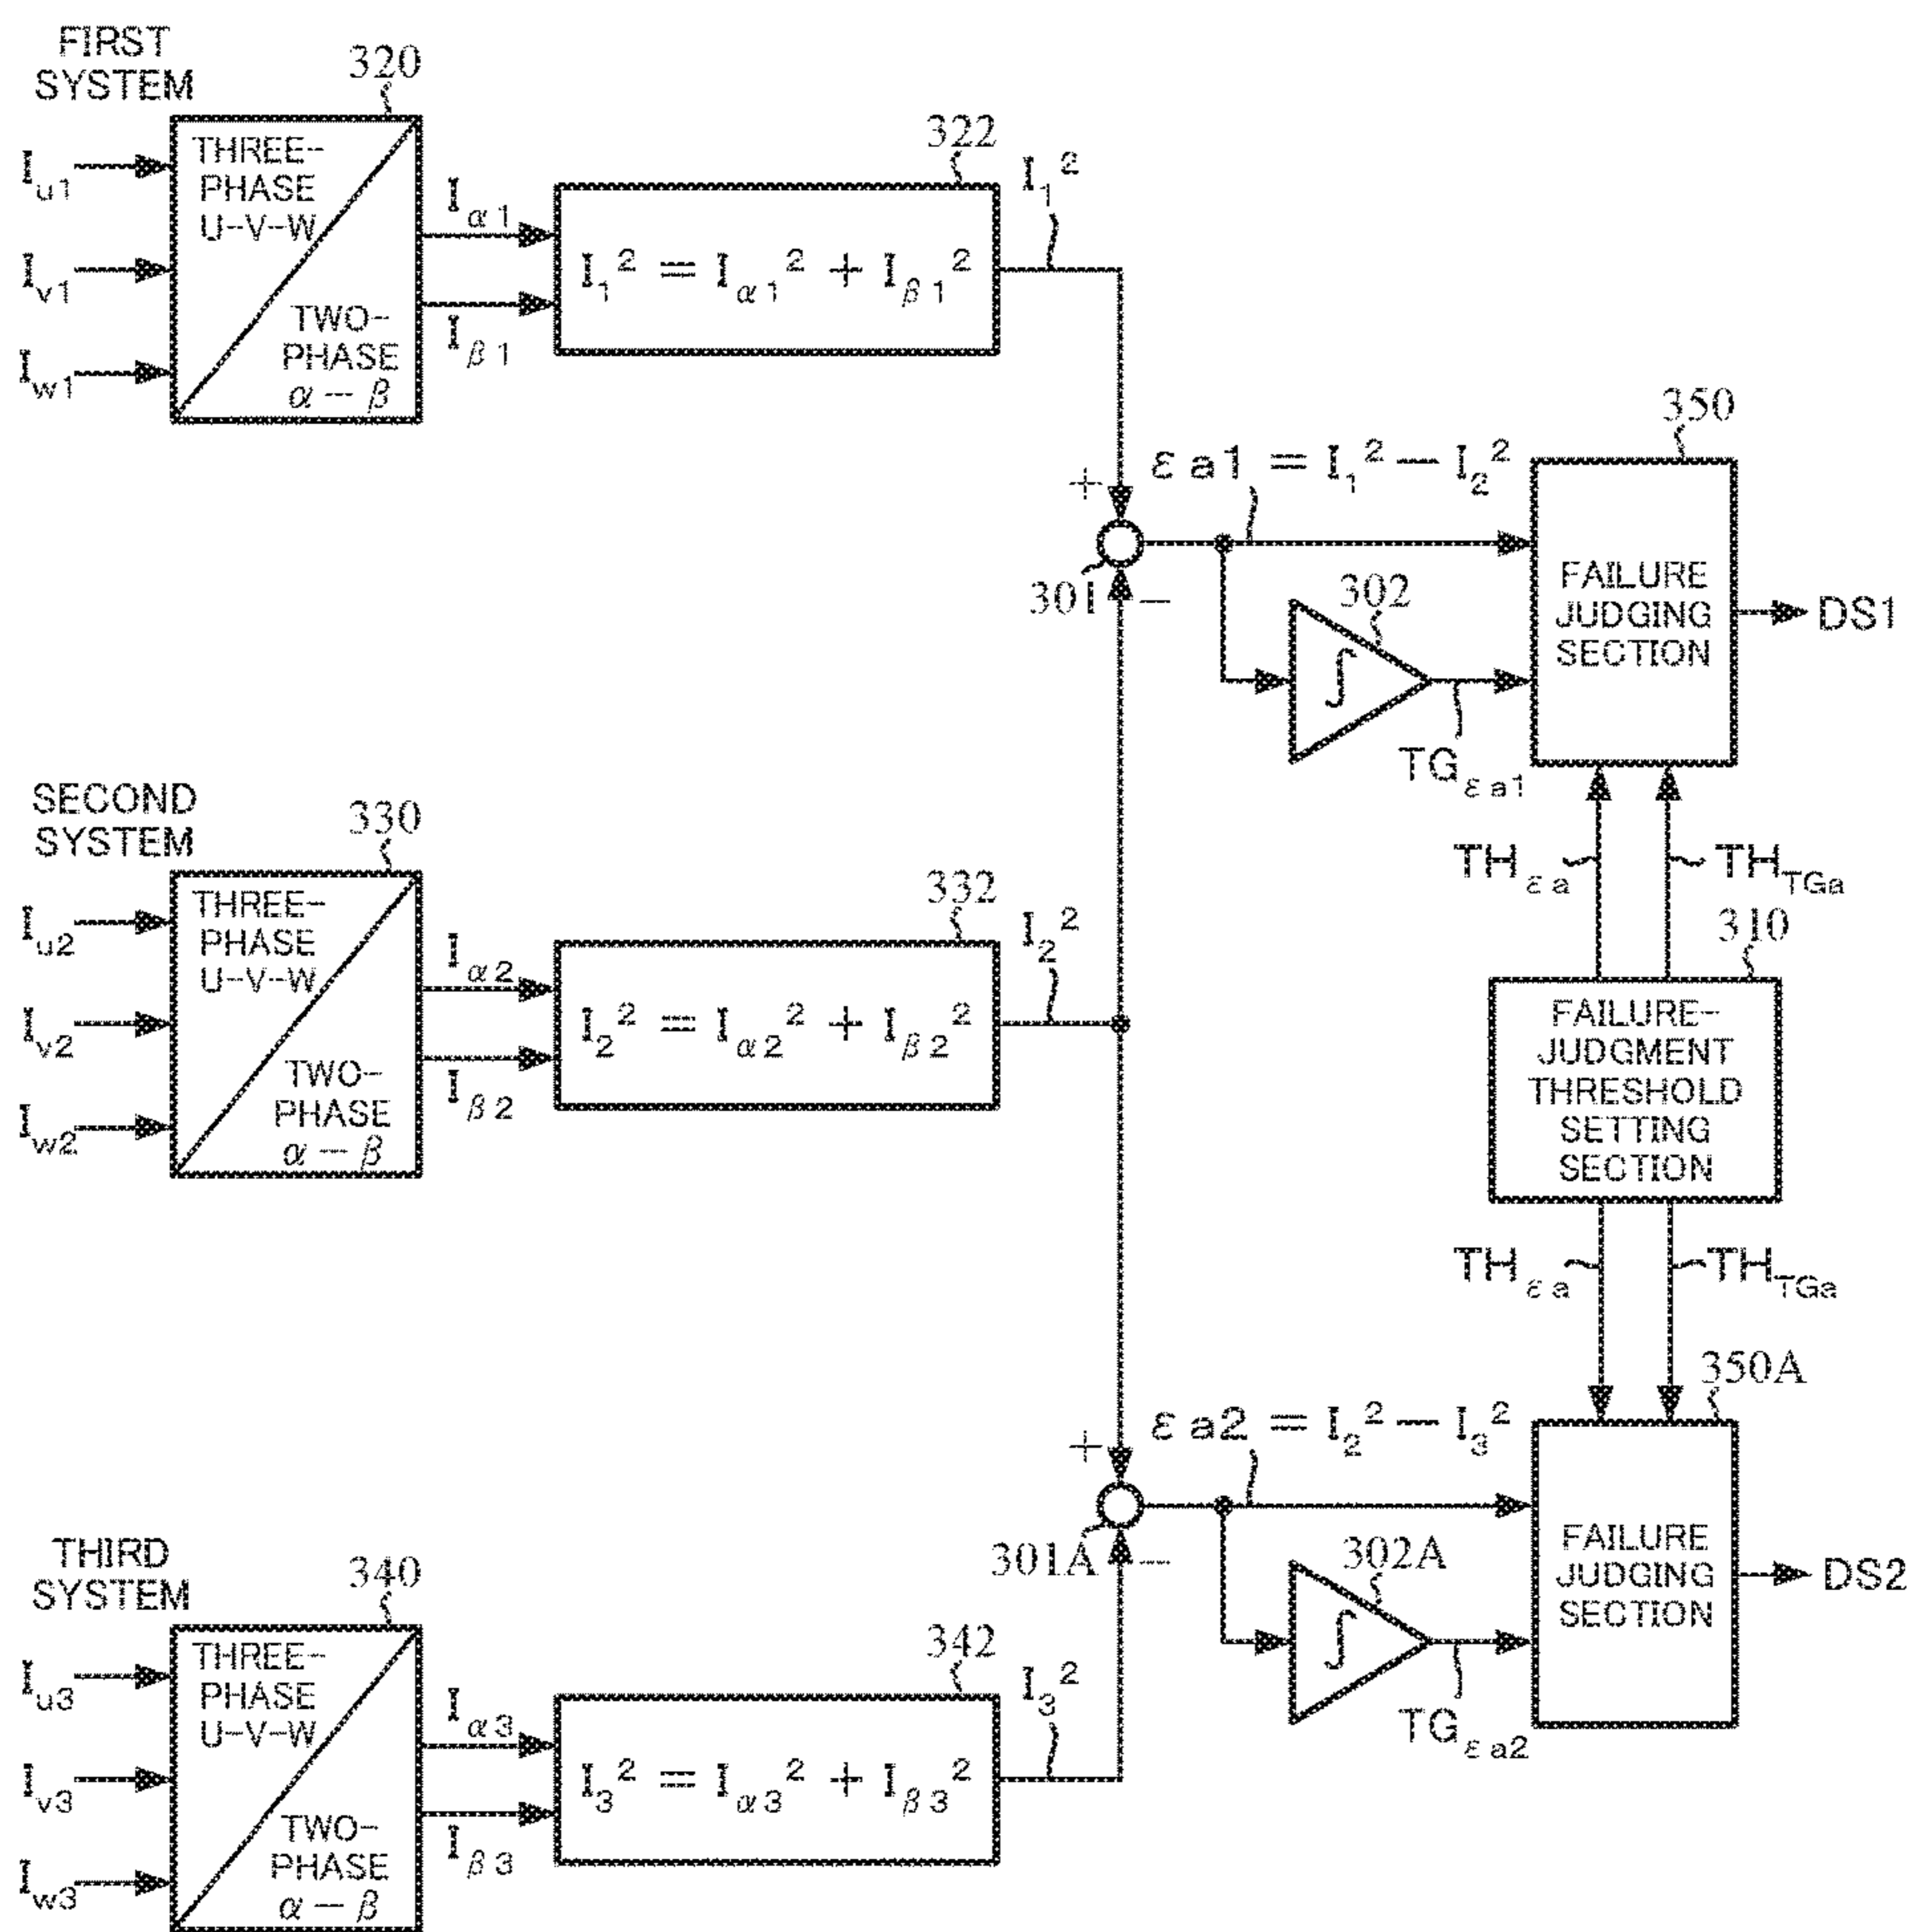 FIRST
SYSTEM
320
I_u1
I_v1
I_w1
THREE-
PHASE
U-V-W
TWO-
PHASE
α--β
I_α1
I_β1
322
I_1^2 = I_α1^2 + I_β1^2
I_1^2
+
301
-
εa1 = I_1^2 - I_2^2
302
∫
TG_εa1
350
FAILURE
JUDGING
SECTION
DS1
TH_εa
TH_TGa
310
FAILURE-
JUDGMENT
THRESHOLD
SETTING
SECTION
TH_εa
TH_TGa
SECOND
SYSTEM
330
I_u2
I_v2
I_w2
THREE-
PHASE
U-V-W
TWO-
PHASE
α--β
I_α2
I_β2
332
I_2^2 = I_α2^2 + I_β2^2
I_2^2
+
301A
-
εa2 = I_2^2 - I_3^2
302A
∫
TG_εa2
350A
FAILURE
JUDGING
SECTION
DS2
THIRD
SYSTEM
340
I_u3
I_v3
I_w3
THREE-
PHASE
U-V-W
TWO-
PHASE
α--β
I_α3
I_β3
342
I_3^2 = I_α3^2 + I_β3^2
I_3^2